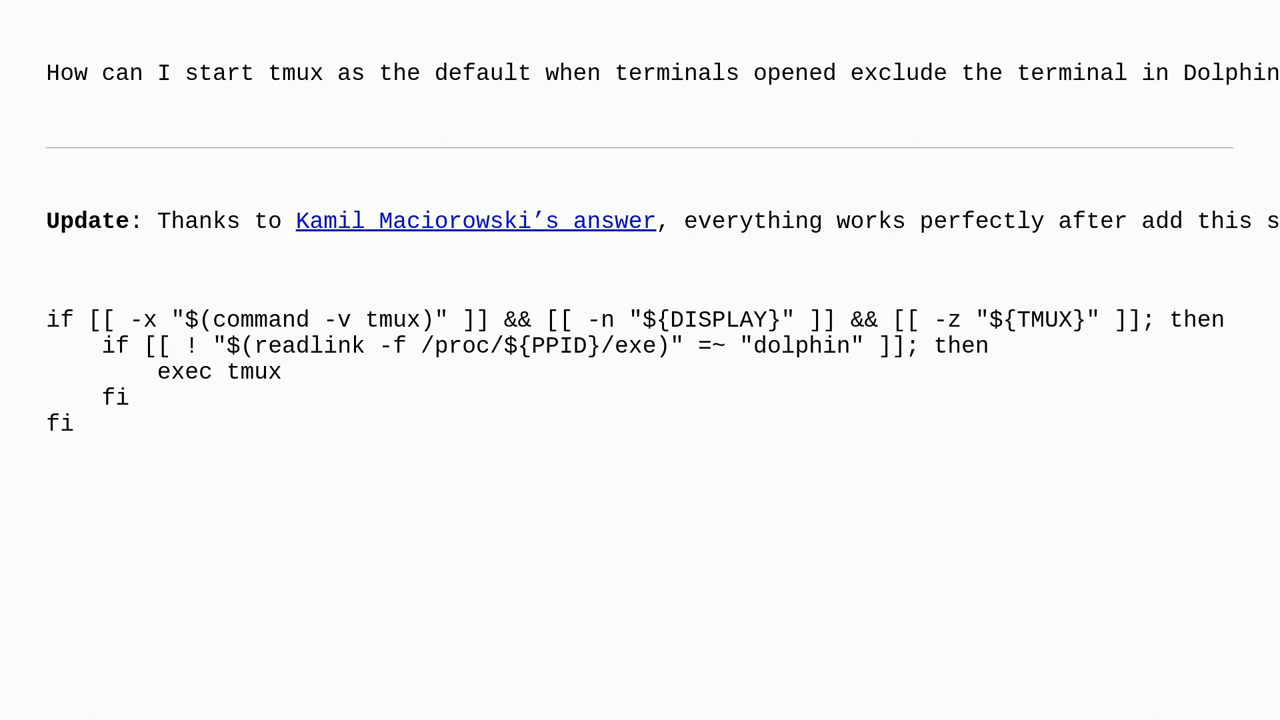 How can I start tmux as the default when terminals opened exclude the terminal in Dolphin
Update: Thanks to Kamil Maciorowski’s answer, everything works perfectly after add this s
if [[ -x "$(command -v tmux)" ]] && [[ -n "${DISPLAY}" ]] && [[ -z "${TMUX}" ]]; then
    if [[ ! "$(readlink -f /proc/${PPID}/exe)" =~ "dolphin" ]]; then
        exec tmux
    fi
fi